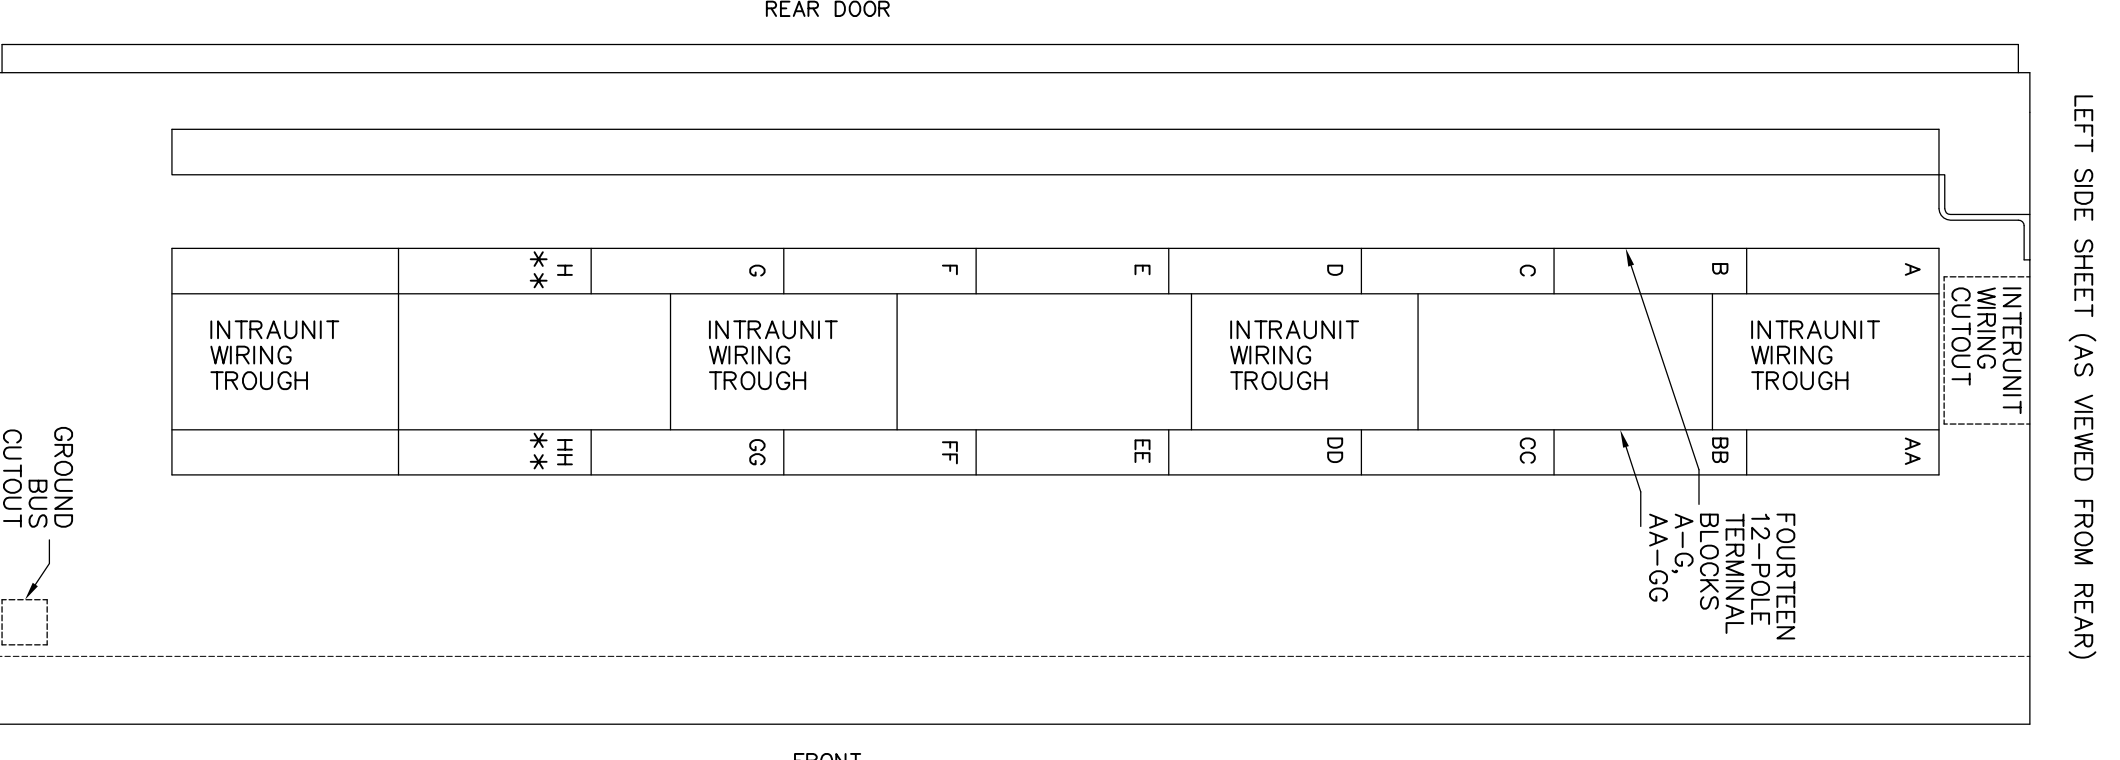 REAR DOOR
LEFT SIDE SHEET (AS VIEWED FROM REAR)
INTERUNIT
WIRING
CUTOUT
**
H
G
F
E
D
C
B
A
INTRAUNIT
WIRING
TROUGH
INTRAUNIT
WIRING
TROUGH
INTRAUNIT
WIRING
TROUGH
INTRAUNIT
WIRING
TROUGH
**
HH
GG
FF
EE
DD
CC
BB
AA
FOURTEEN
12-POLE
TERMINAL
BLOCKS
A-G,
AA-GG
GROUND
BUS
CUTOUT
FRONT